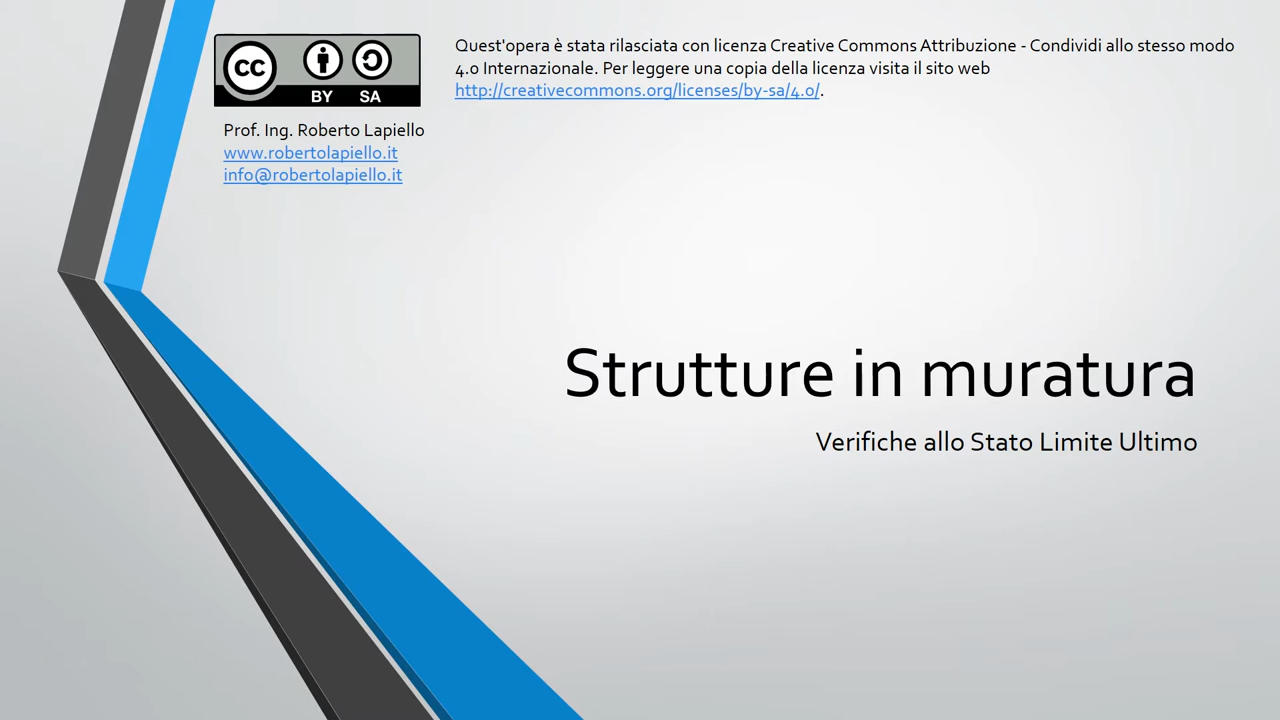 CC BY SA
Quest'opera è stata rilasciata con licenza Creative Commons Attribuzione - Condividi allo stesso modo
4.0 Internazionale. Per leggere una copia della licenza visita il sito web
http://creativecommons.org/licenses/by-sa/4.0/.
Prof. Ing. Roberto Lapiello
www.robertolapiello.it
info@robertolapiello.it
Strutture in muratura
Verifiche allo Stato Limite Ultimo